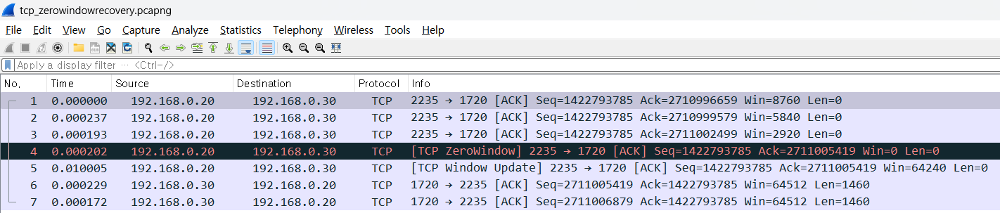 tcp_zerowindowrecovery.pcapng
File Edit View Go Capture Analyze Statistics Telephony Wireless Tools Help
Apply a display filter ⋯ <Ctrl-/>
No. Time Source Destination Protocol Info
1 0.000000 192.168.0.20 192.168.0.30 TCP 2235 → 1720 [ACK] Seq=1422793785 Ack=2710996659 Win=8760 Len=0
2 0.000237 192.168.0.20 192.168.0.30 TCP 2235 → 1720 [ACK] Seq=1422793785 Ack=2710999579 Win=5840 Len=0
3 0.000193 192.168.0.20 192.168.0.30 TCP 2235 → 1720 [ACK] Seq=1422793785 Ack=2711002499 Win=2920 Len=0
4 0.000202 192.168.0.20 192.168.0.30 TCP [TCP ZeroWindow] 2235 → 1720 [ACK] Seq=1422793785 Ack=2711005419 Win=0 Len=0
5 0.010005 192.168.0.20 192.168.0.30 TCP [TCP Window Update] 2235 → 1720 [ACK] Seq=1422793785 Ack=2711005419 Win=64240 Len=0
6 0.000229 192.168.0.30 192.168.0.20 TCP 1720 → 2235 [ACK] Seq=2711005419 Ack=1422793785 Win=64512 Len=1460
7 0.000172 192.168.0.30 192.168.0.20 TCP 1720 → 2235 [ACK] Seq=2711006879 Ack=1422793785 Win=64512 Len=1460